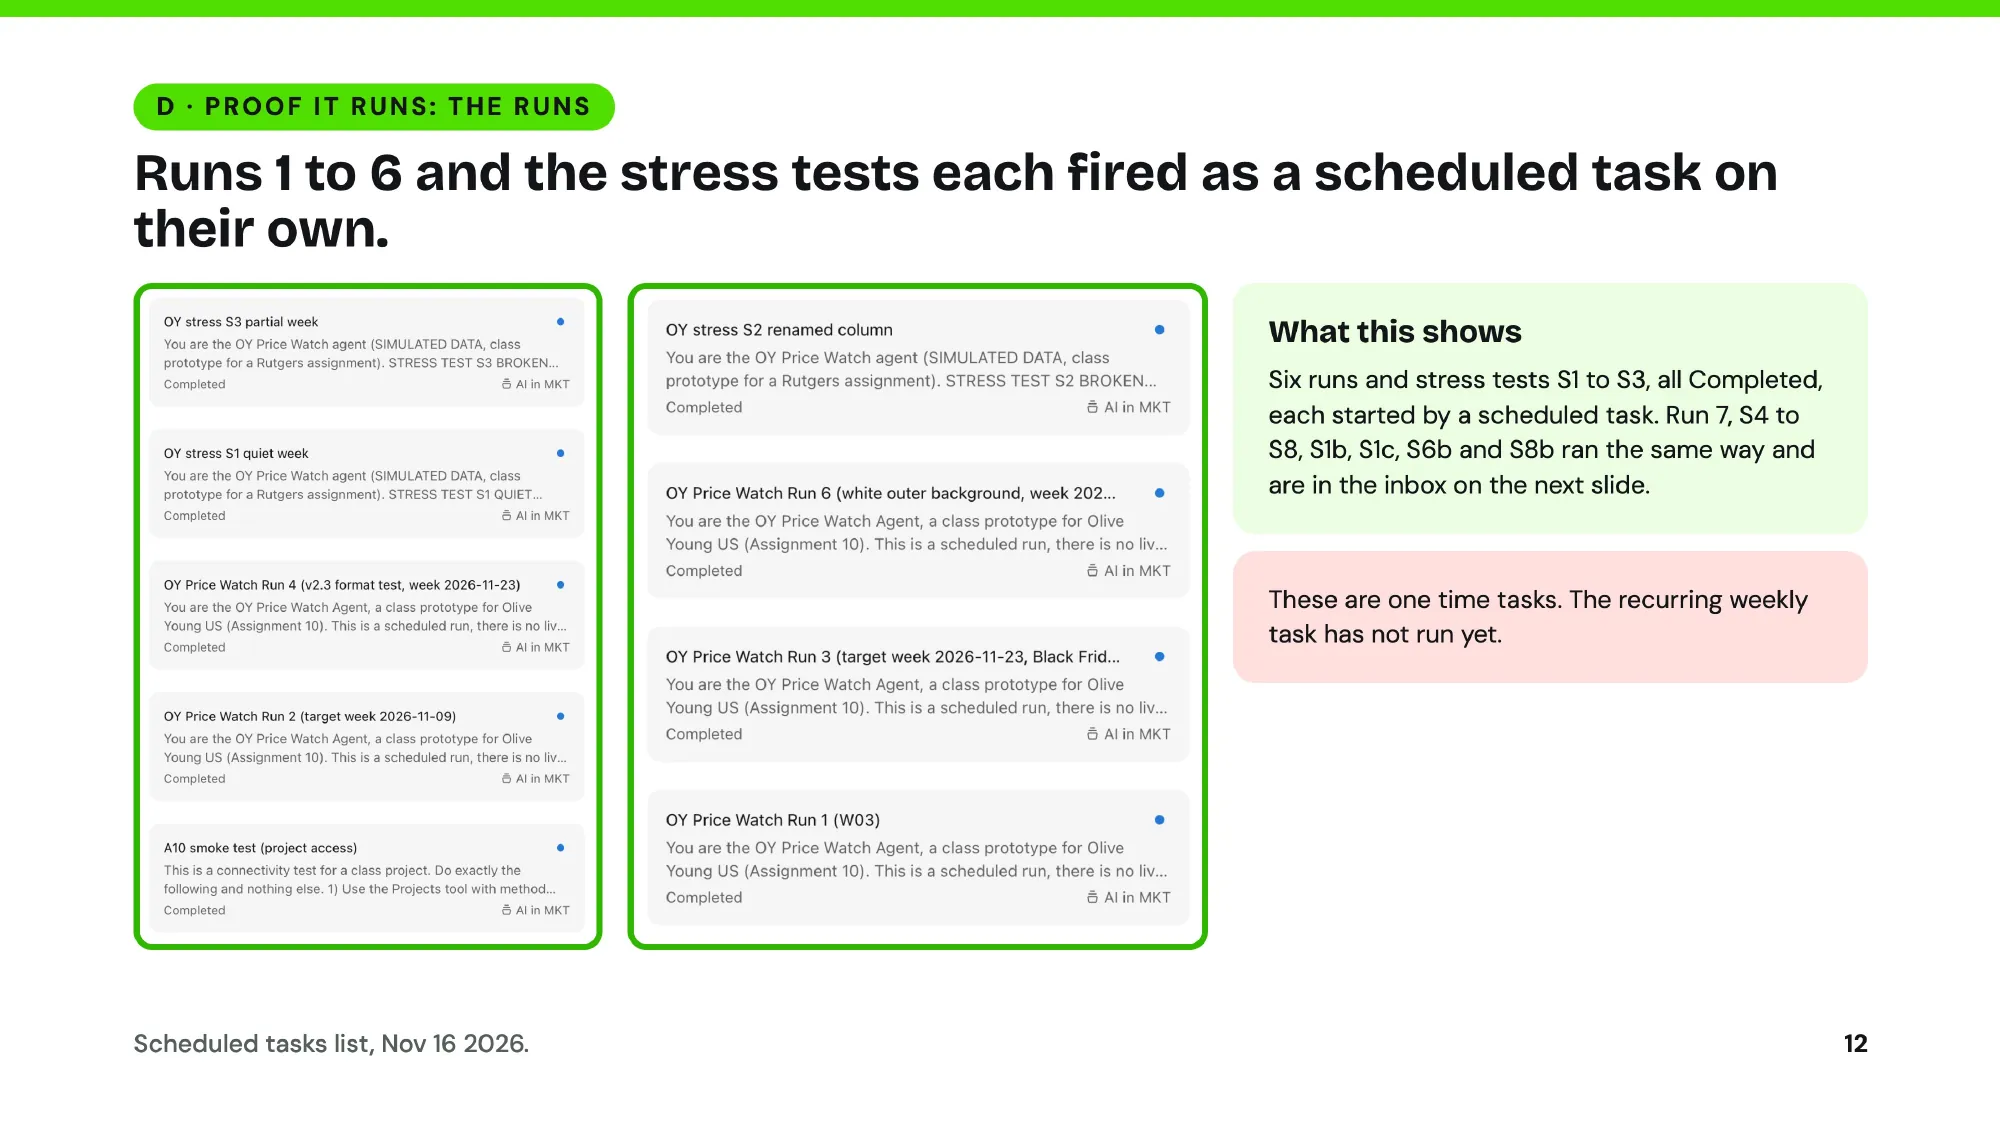 D · PROOF IT RUNS: THE RUNS
Runs 1 to 6 and the stress tests each fired as a scheduled task on
their own.
OY stress S3 partial week
You are the OY Price Watch agent (SIMULATED DATA, class
prototype for a Rutgers assignment). STRESS TEST S3 BROKEN...
Completed AI in MKT
OY stress S1 quiet week
You are the OY Price Watch agent (SIMULATED DATA, class
prototype for a Rutgers assignment). STRESS TEST S1 QUIET...
Completed AI in MKT
OY Price Watch Run 4 (v2.3 format test, week 2026-11-23)
You are the OY Price Watch Agent, a class prototype for Olive
Young US (Assignment 10). This is a scheduled run, there is no liv...
Completed AI in MKT
OY Price Watch Run 2 (target week 2026-11-09)
You are the OY Price Watch Agent, a class prototype for Olive
Young US (Assignment 10). This is a scheduled run, there is no liv...
Completed AI in MKT
A10 smoke test (project access)
This is a connectivity test for a class project. Do exactly the
following and nothing else. 1) Use the Projects tool with method...
Completed AI in MKT
OY stress S2 renamed column
You are the OY Price Watch agent (SIMULATED DATA, class
prototype for a Rutgers assignment). STRESS TEST S2 BROKEN...
Completed AI in MKT
OY Price Watch Run 6 (white outer background, week 202...
You are the OY Price Watch Agent, a class prototype for Olive
Young US (Assignment 10). This is a scheduled run, there is no liv...
Completed AI in MKT
OY Price Watch Run 3 (target week 2026-11-23, Black Frid...
You are the OY Price Watch Agent, a class prototype for Olive
Young US (Assignment 10). This is a scheduled run, there is no liv...
Completed AI in MKT
OY Price Watch Run 1 (W03)
You are the OY Price Watch Agent, a class prototype for Olive
Young US (Assignment 10). This is a scheduled run, there is no liv...
Completed AI in MKT
What this shows
Six runs and stress tests S1 to S3, all Completed,
each started by a scheduled task. Run 7, S4 to
S8, S1b, S1c, S6b and S8b ran the same way and
are in the inbox on the next slide.
These are one time tasks. The recurring weekly
task has not run yet.
Scheduled tasks list, Nov 16 2026.
12